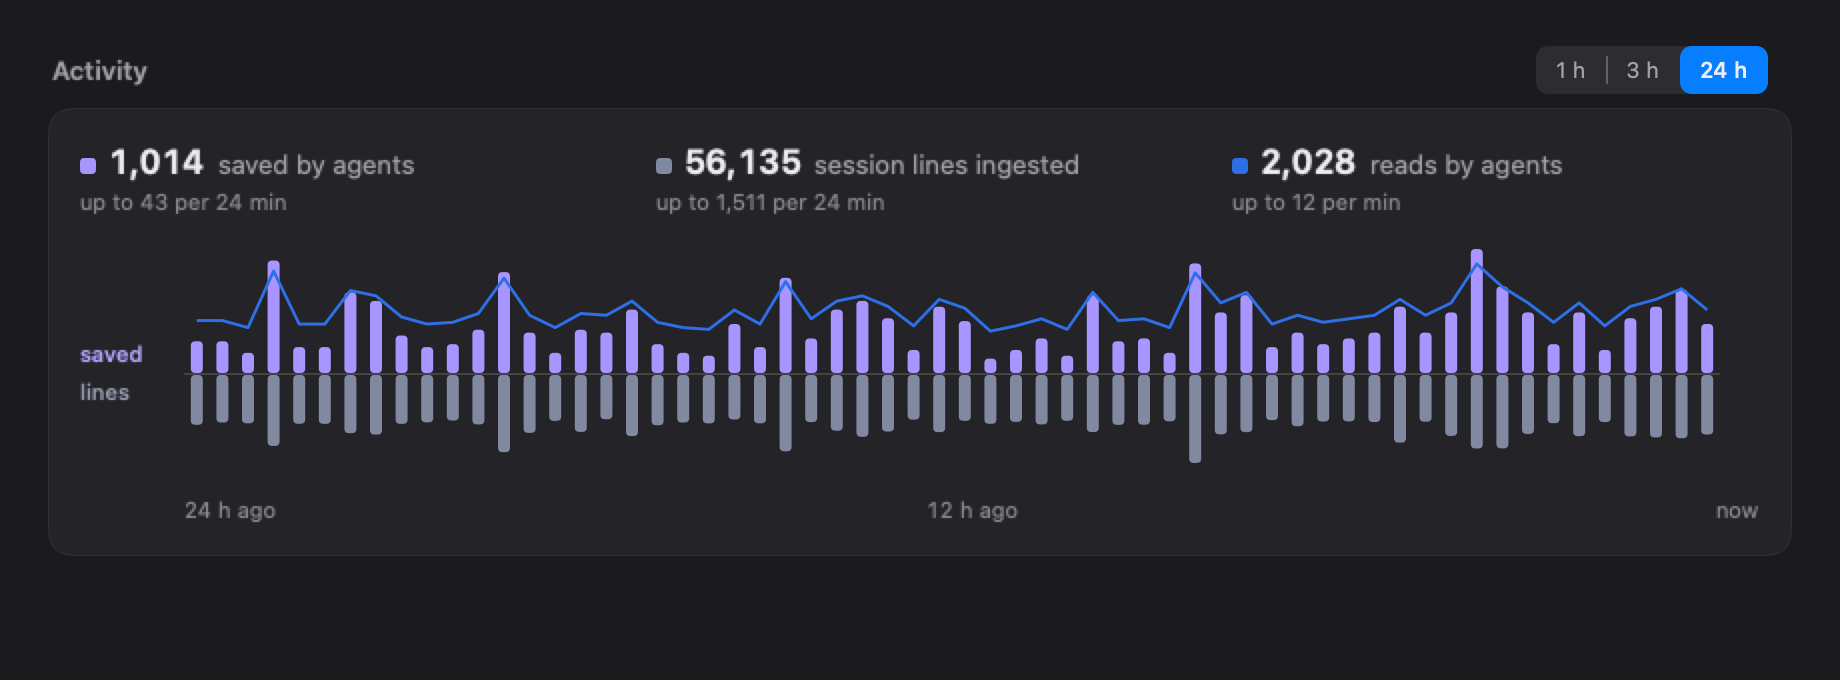 Activity
1 h
3 h
24 h
1,014 saved by agents
up to 43 per 24 min
56,135 session lines ingested
up to 1,511 per 24 min
2,028 reads by agents
up to 12 per min
saved
lines
24 h ago
12 h ago
now